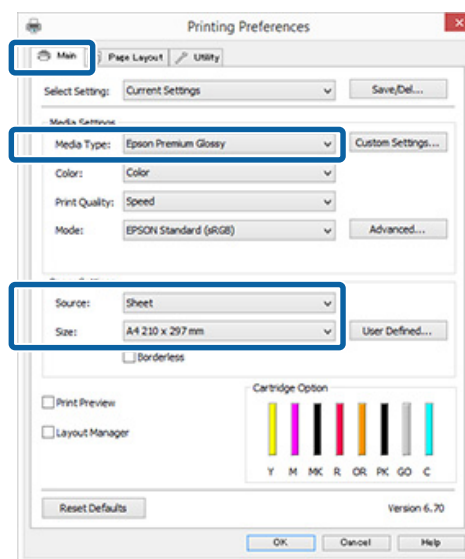 Printing Preferences
Main Page Layout Utility
Select Setting: Current Settings Save/Del...
Media Settings
Media Type: Epson Premium Glossy Custom Settings...
Color: Color
Print Quality: Speed
Mode: EPSON Standard (sRGB) Advanced...
Source: Sheet
Size: A4 210 x 297 mm User Defined...
Borderless
Cartridge Option
Print Preview
Layout Manager
Y M MK R OR PK GO C
Reset Defaults Version 6.70
OK Cancel Help